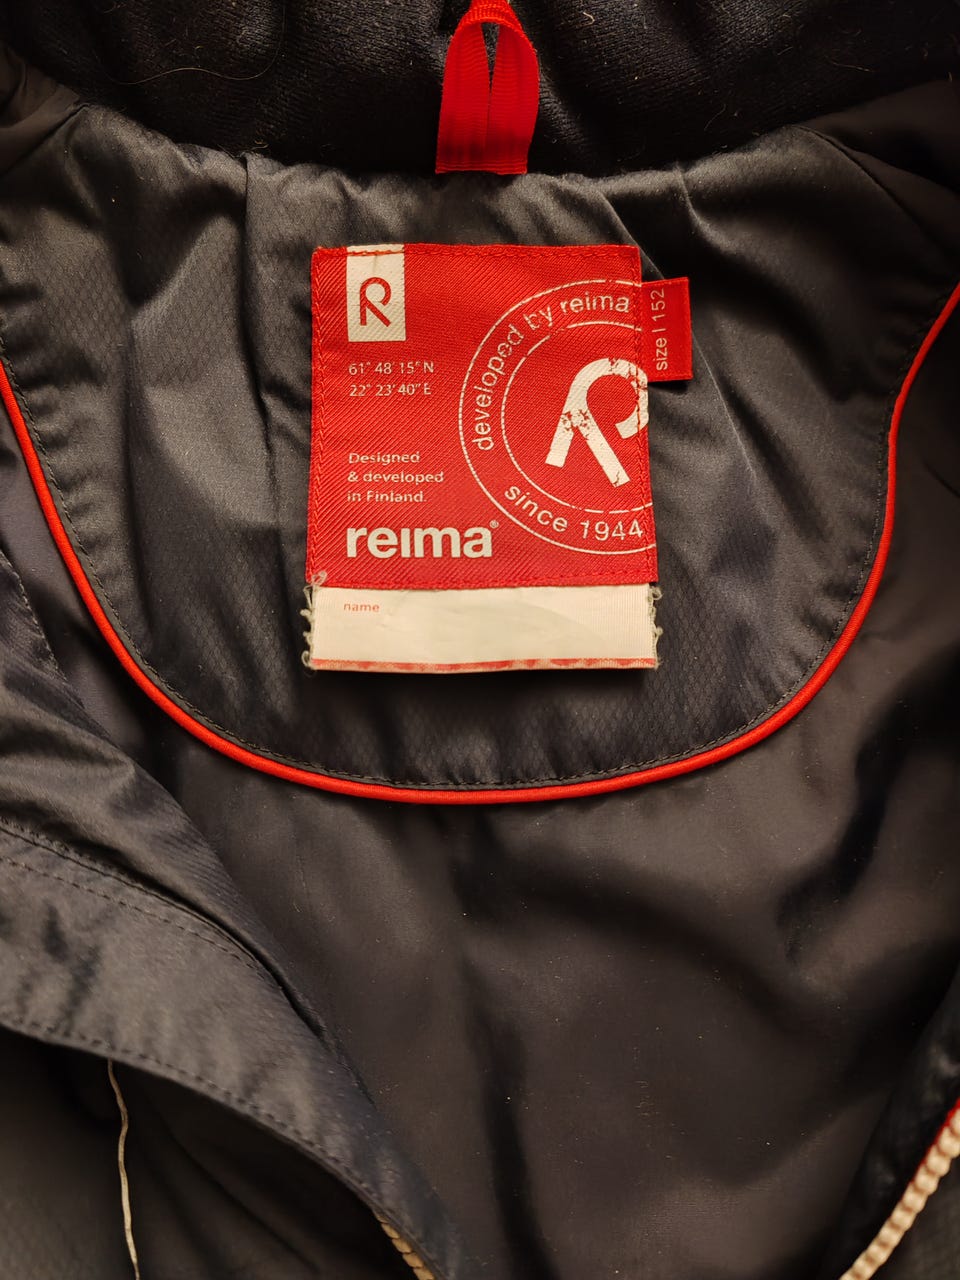 R
61° 48' 15" N
22° 23' 40" E
Designed
& developed
in Finland.
reima®
developed by reima
R
since 1944
size | 152
name